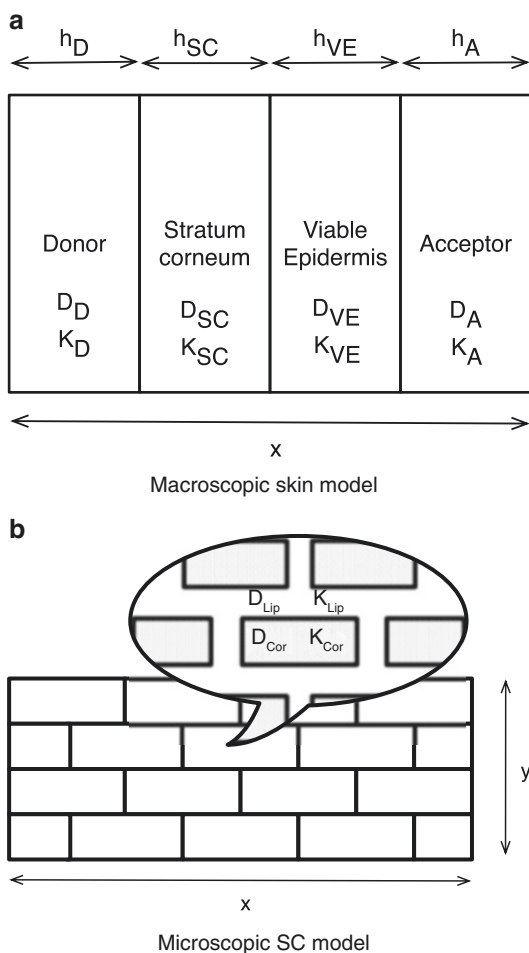 a
h_D h_SC h_VE h_A
Donor Stratum corneum Viable Epidermis Acceptor
D_D D_SC D_VE D_A
K_D K_SC K_VE K_A
x
Macroscopic skin model
b
D_Lip K_Lip
D_Cor K_Cor
y
x
Microscopic SC model